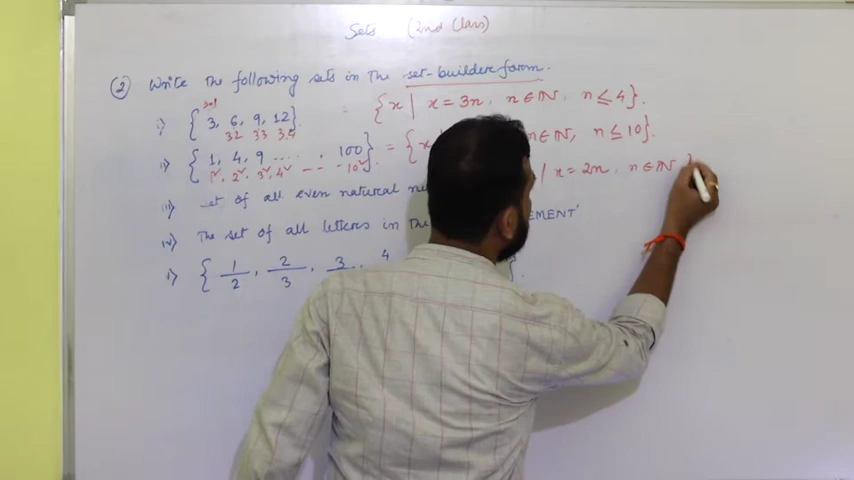 Sets (2nd Class)
② Write the following sets in the set-builder form.
i) {3, 6, 9, 12} = {x | x = 3n, n ∈ ℕ, n ≤ 4}.
3·1 3·2 3·3 3·4
ii) {1, 4, 9 ...., 100}. = {x n ∈ ℕ, n ≤ 10}.
1², 2², 3², 4² --- 10²
iii) set of all even natural | x = 2n, n ∈ ℕ }
iv) The set of all letters in the EMENT'
v) { 1/2, 2/3, 3 , 4 }.